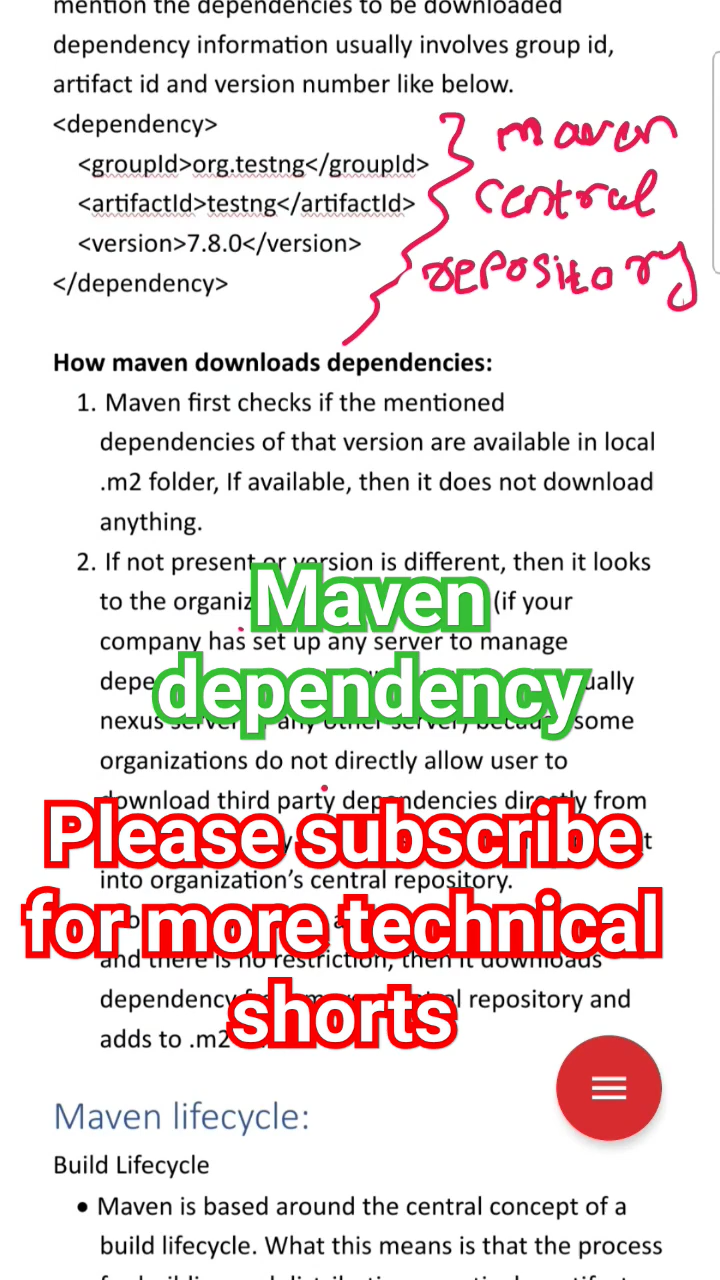 mention the dependencies to be downloaded
dependency information usually involves group id,
artifact id and version number like below.
<dependency>
<groupId>org.testng</groupId>
<artifactId>testng</artifactId>
<version>7.8.0</version>
</dependency>
maven
central
repository
How maven downloads dependencies:
1. Maven first checks if the mentioned
dependencies of that version are available in local
.m2 folder, If available, then it does not download
anything.
2. If not present or version is different, then it looks
to the (if your
company has set up any server to manage
nexus some
organizations do not directly allow user to
download third party dependencies directly from
into organization's central repository.
and there is no restriction, then it downloads
dependency repository and
adds to .m2
Maven
dependency
Please subscribe
for more technical
shorts
Maven lifecycle:
Build Lifecycle
• Maven is based around the central concept of a
build lifecycle. What this means is that the process